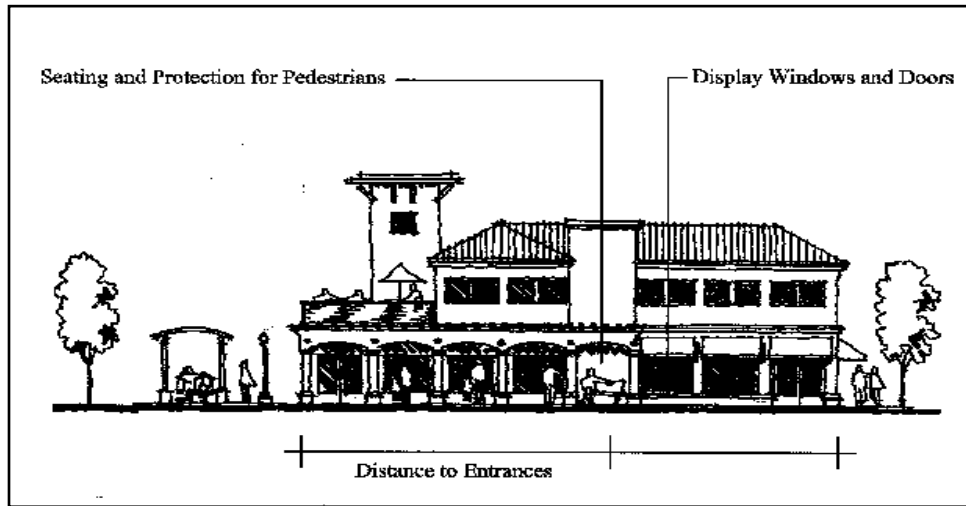 Seating and Protection for Pedestrians
Display Windows and Doors
Distance to Entrances